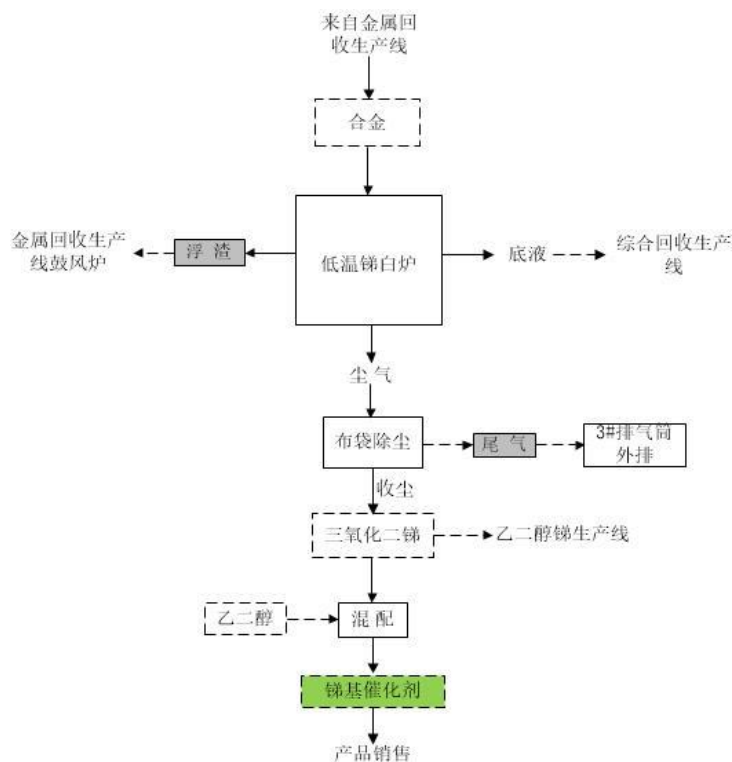 来自金属回
收生产线
合金
金属回收生产
线鼓风炉
浮渣
低温锑白炉
底液
综合回收生产
线
尘气
布袋除尘
尾气
3#排气筒
外排
收尘
三氧化二锑
乙二醇锑生产线
乙二醇
混配
锑基催化剂
产品销售